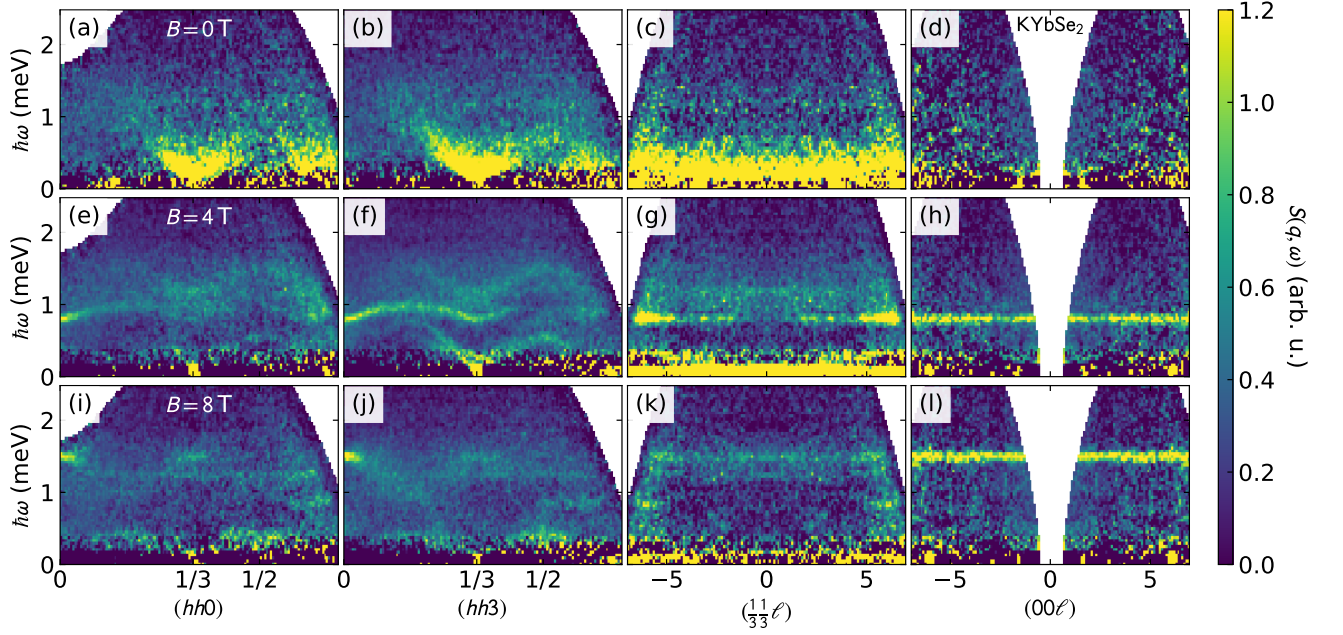 (a) B=0 T (b) (c) (d) KYbSe₂ 1.2
ħω (meV) 2 1 0
1.0
(e) B=4 T (f) (g) (h)
ħω (meV) 2 1 0
0.8
S(q, ω) (arb. u.)
0.6
(i) B=8 T (j) (k) (l)
ħω (meV) 2 1 0
0.4
0.2
0.0
0 1/3 1/2 0 1/3 1/2 −5 0 5 −5 0 5
(hh0) (hh3) (1/3 1/3 ℓ) (00ℓ)